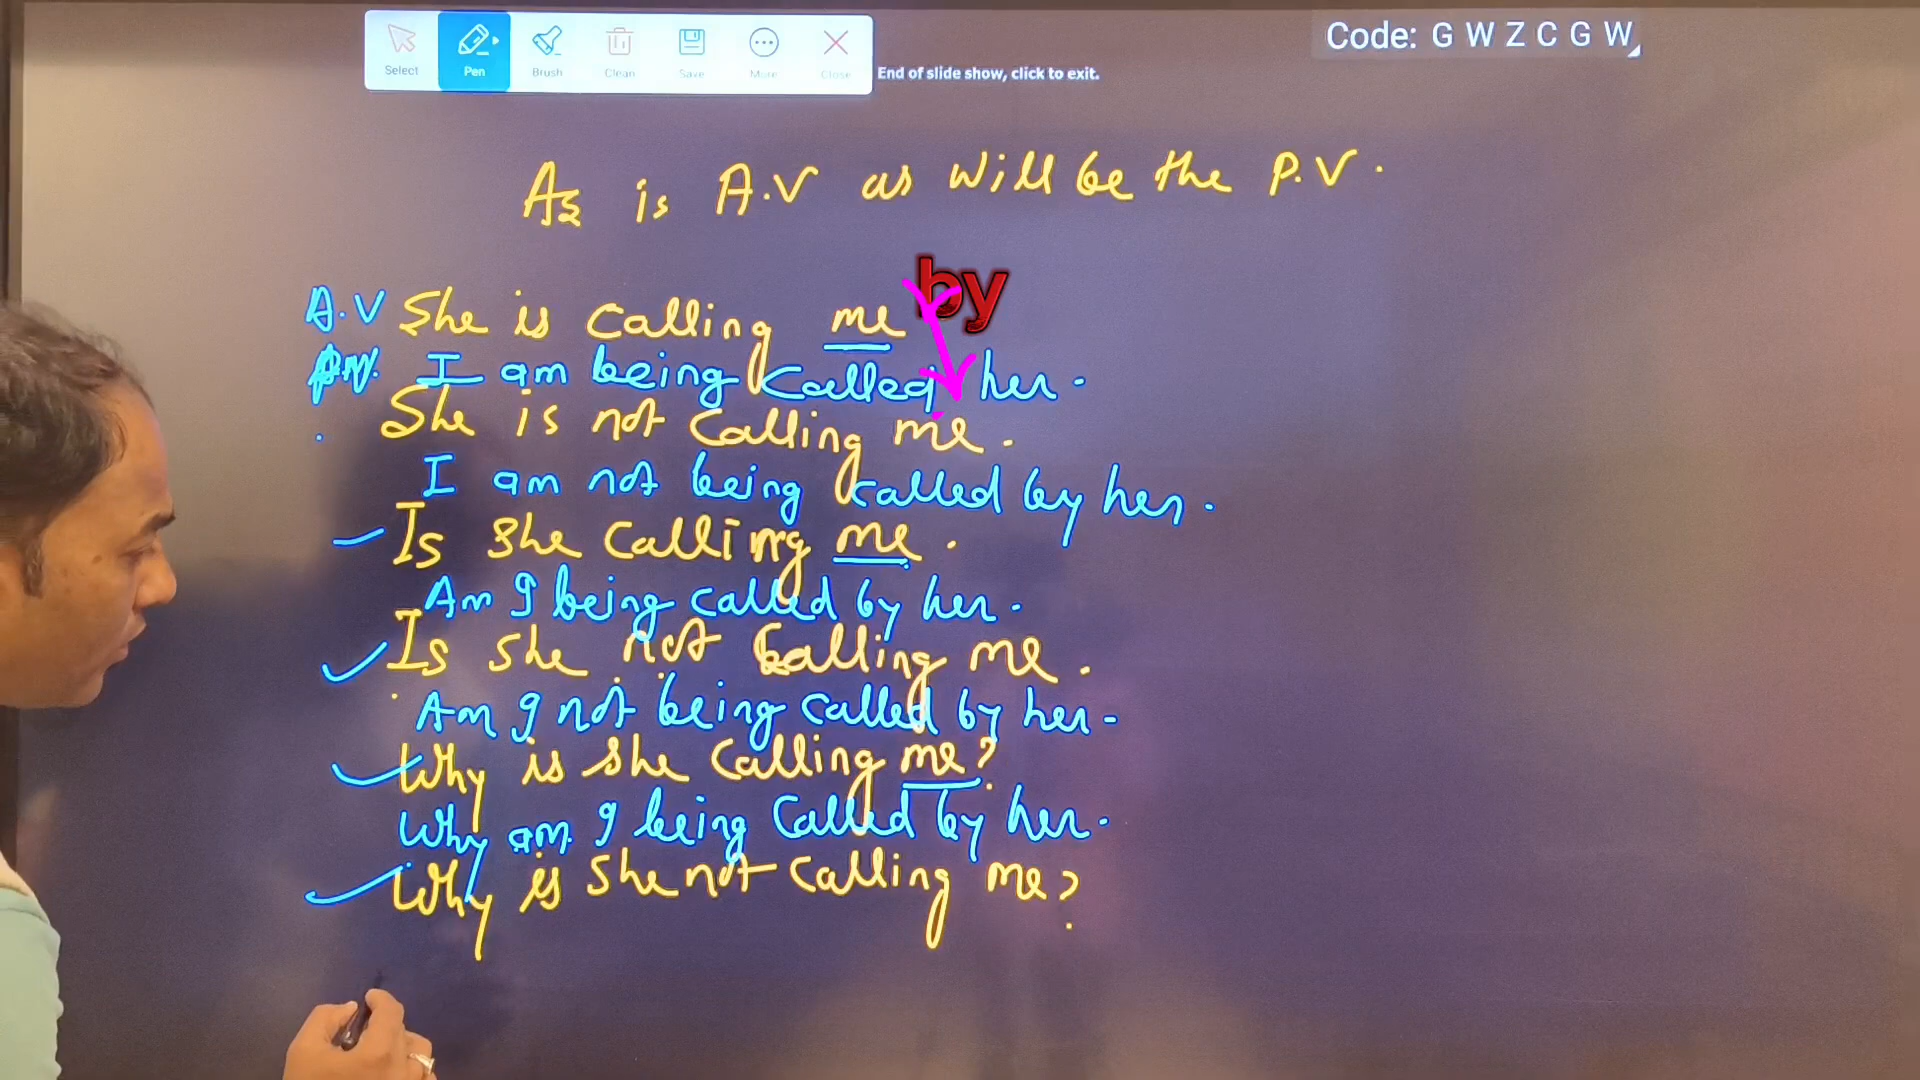 Code: G W Z C G W
Select Pen Brush Clean Save More Close
End of slide show, click to exit.
As is A.V as will be the P.V.
by
A.V She is calling me
P.V. I am being called her.
She is not calling me.
I am not being called by her.
Is she calling me.
Am I being called by her.
Is she not calling me.
Am I not being called by her-
Why is she calling me?
Why am I being called by her.
Why is she not calling me?